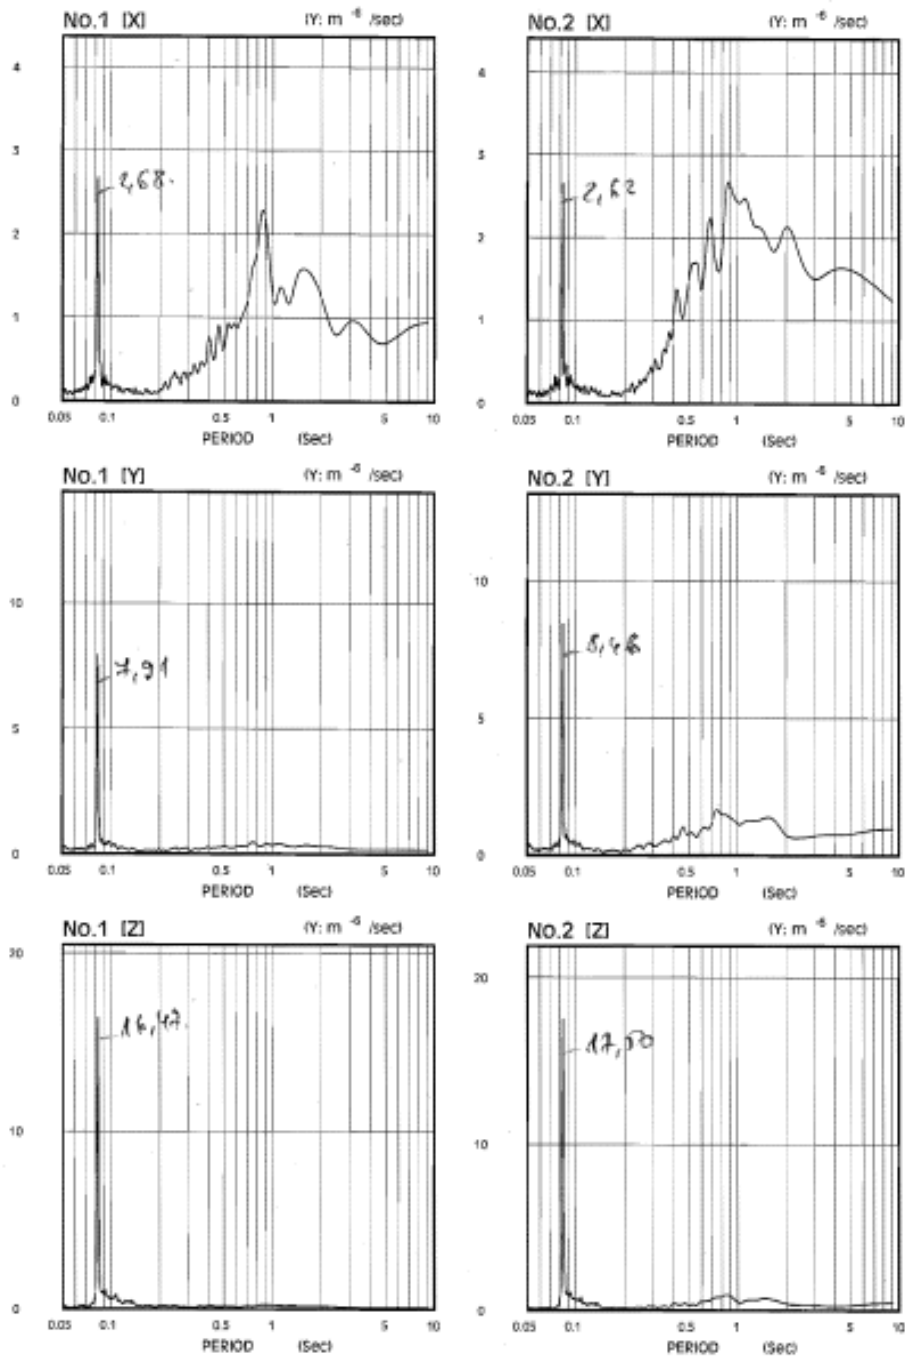 No.1 [X] (Y: m -6 /sec)
4
3
2,68.
2
1
0
0.05 0.1 0.5 1 5 10
PERIOD (Sec)
No.2 [X] (Y: m -6 /sec)
4
3
2,62
2
1
0
0.05 0.1 0.5 1 5 10
PERIOD (Sec)
No.1 [Y] (Y: m -6 /sec)
10
7,91
5
0
0.05 0.1 0.5 1 5 10
PERIOD (Sec)
No.2 [Y] (Y: m -6 /sec)
10
5
0
0.05 0.1 0.5 1 5 10
PERIOD (Sec)
No.1 [Z] (Y: m -6 /sec)
20
16,47.
10
0
0.05 0.1 0.5 1 5 10
PERIOD (Sec)
No.2 [Z] (Y: m -6 /sec)
20
17,50
10
0
0.05 0.1 0.5 1 5 10
PERIOD (Sec)